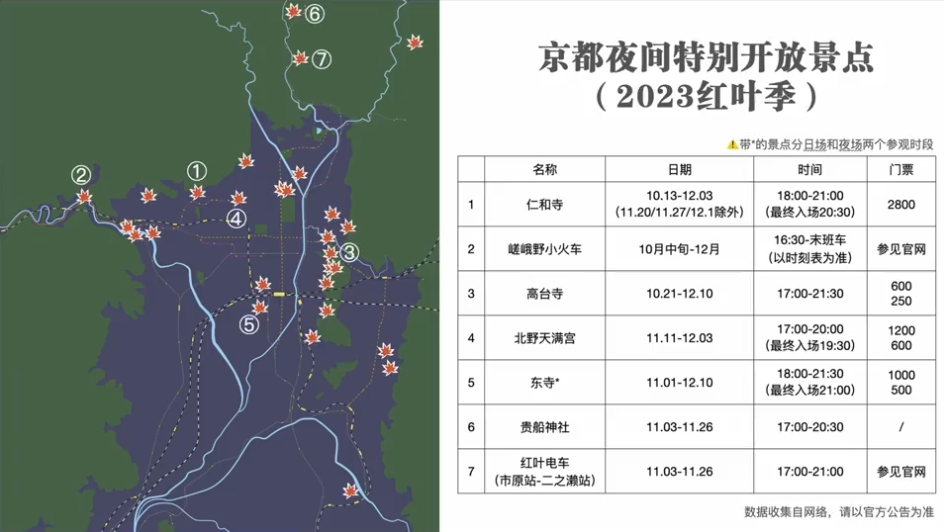 ⑥
⑦
②
①
④
③
⑤
京都夜间特别开放景点
（2023红叶季）
⚠️带*的景点分日场和夜场两个参观时段
名称 日期 时间 门票
1 仁和寺 10.13-12.03 18:00-21:00 2800
(11.20/11.27/12.1除外) (最终入场20:30)
2 嵯峨野小火车 10月中旬-12月 16:30-末班车 参见官网
(以时刻表为准)
3 高台寺 10.21-12.10 17:00-21:30 600
250
4 北野天满宫 11.11-12.03 17:00-20:00 1200
(最终入场19:30) 600
5 东寺* 11.01-12.10 18:00-21:30 1000
(最终入场21:00) 500
6 贵船神社 11.03-11.26 17:00-20:30 /
7 红叶电车 11.03-11.26 17:00-21:00 参见官网
(市原站-二之濑站)
数据收集自网络，请以官方公告为准